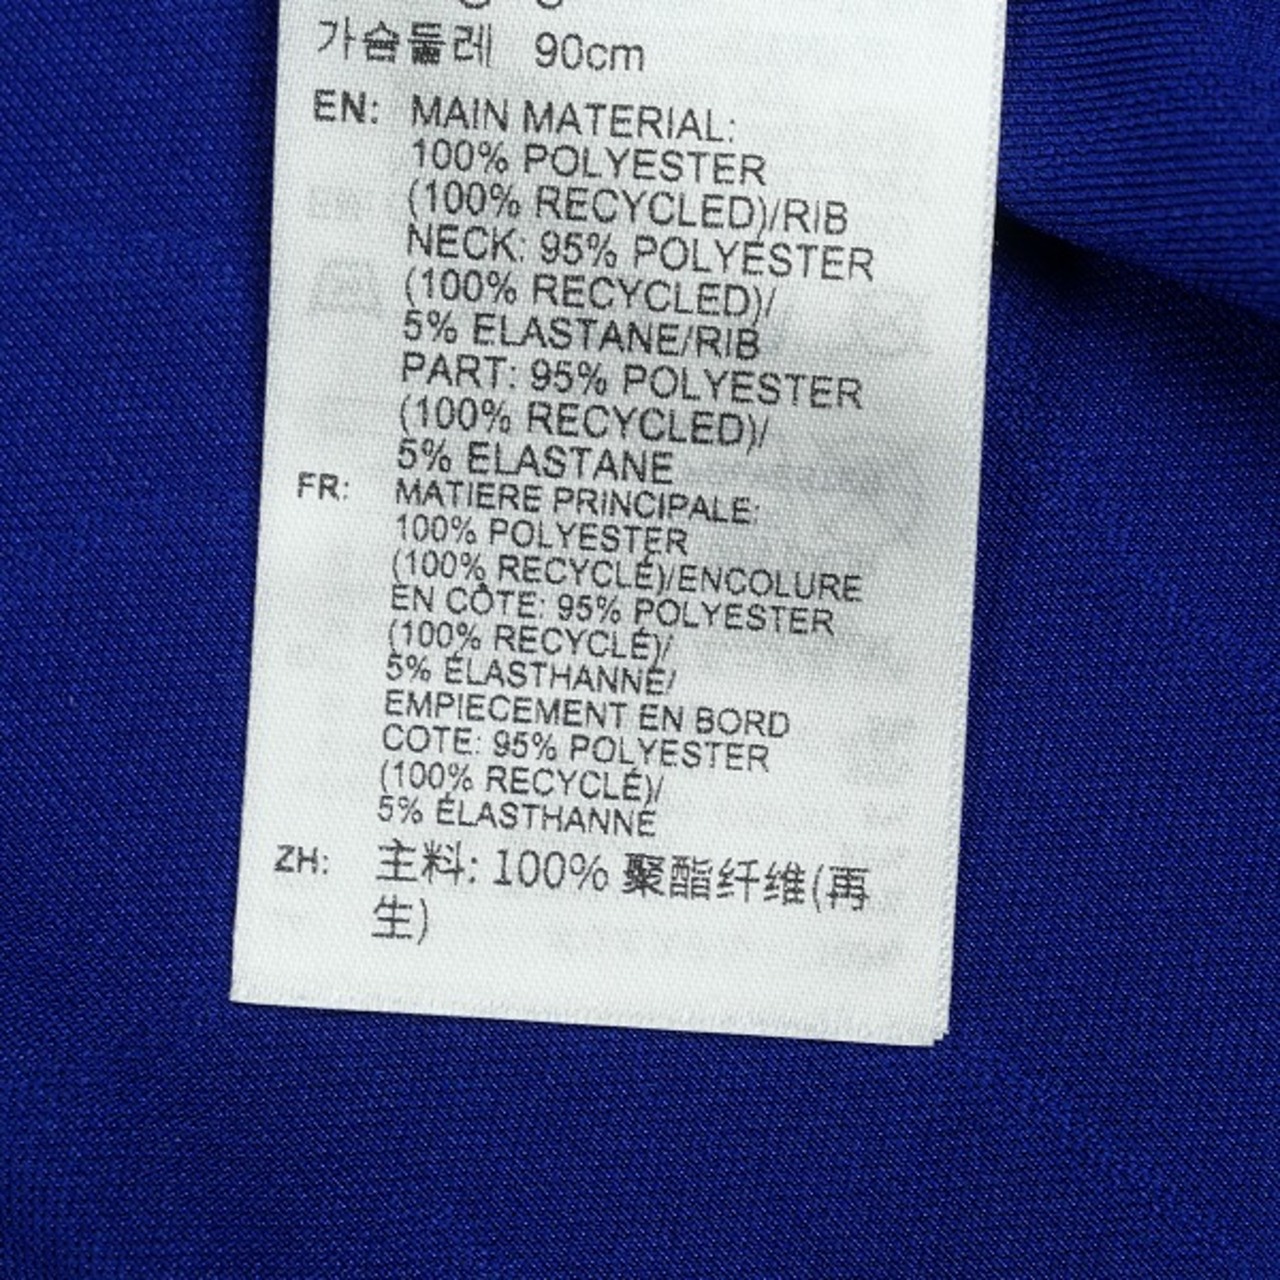 가슴둘레 90cm
EN: MAIN MATERIAL:
100% POLYESTER
(100% RECYCLED)/RIB
NECK: 95% POLYESTER
(100% RECYCLED)/
5% ELASTANE/RIB
PART: 95% POLYESTER
(100% RECYCLED)/
5% ELASTANE
FR: MATIERE PRINCIPALE:
100% POLYESTER
(100% RECYCLÉ)/ENCOLURE
EN CÔTE: 95% POLYESTER
(100% RECYCLÉ)/
5% ÉLASTHANNE/
EMPIECEMENT EN BORD
COTE: 95% POLYESTER
(100% RECYCLÉ)/
5% ÉLASTHANNE
ZH: 主料: 100% 聚酯纤维(再
生)